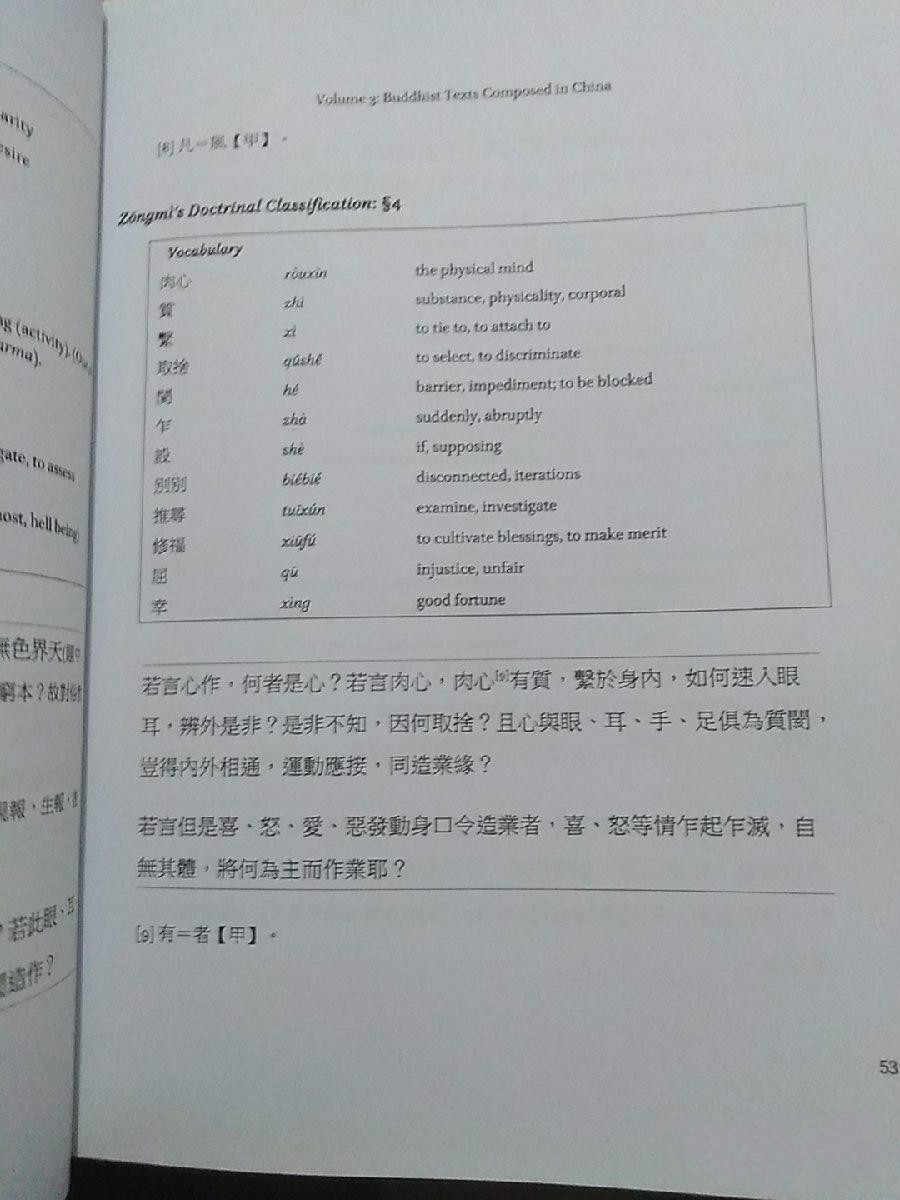 Volume 3: Buddhist Texts Composed in China
[8] 凡=風【甲】。
Zōngmì's Doctrinal Classification: §4
Vocabulary
肉心 ròuxīn the physical mind
質 zhí substance, physicality, corporal
繫 xì to tie to, to attach to
取捨 qǔshě to select, to discriminate
閡 hé barrier, impediment; to be blocked
乍 zhà suddenly, abruptly
設 shè if, supposing
別別 biébié disconnected, iterations
推尋 tuīxún examine, investigate
修福 xiūfú to cultivate blessings, to make merit
屈 qū injustice, unfair
幸 xìng good fortune
若言心作,何者是心?若言肉心,肉心[9]有質,繫於身內,如何速入眼
耳,辨外是非?是非不知,因何取捨?且心與眼、耳、手、足俱為質閡,
豈得內外相通,運動應接,同造業緣?
若言但是喜、怒、愛、惡發動身口令造業者,喜、怒等情乍起乍滅,自
無其體,將何為主而作業耶?
[9] 有=者【甲】。
53
arity
esire
ng (activity). (
arma).
gate, to assess
host, hell being
無色界天
窮本?故對
現報、生報、
?若此眼、耳
造作?